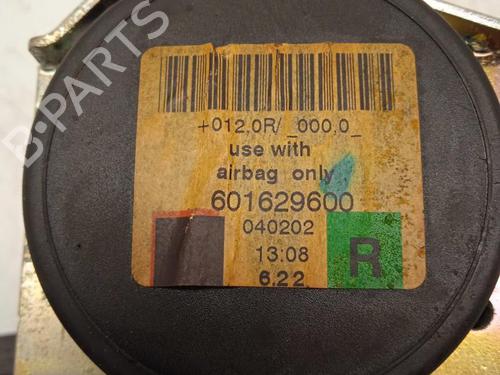 +012,0R/_000,0_
use with
airbag only
601629600
040202
13:08
6.22
R
B-PARTS